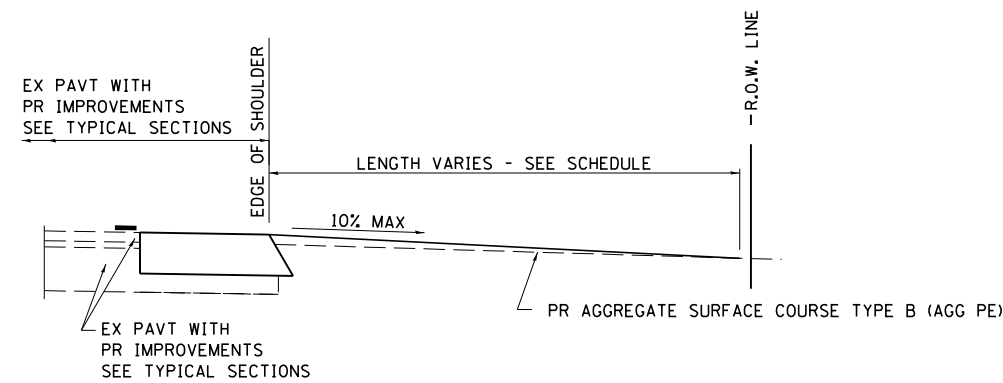 EX PAVT WITH
PR IMPROVEMENTS
SEE TYPICAL SECTIONS
EDGE OF SHOULDER
R.O.W. LINE
LENGTH VARIES - SEE SCHEDULE
10% MAX
PR AGGREGATE SURFACE COURSE TYPE B (AGG PE)
EX PAVT WITH
PR IMPROVEMENTS
SEE TYPICAL SECTIONS